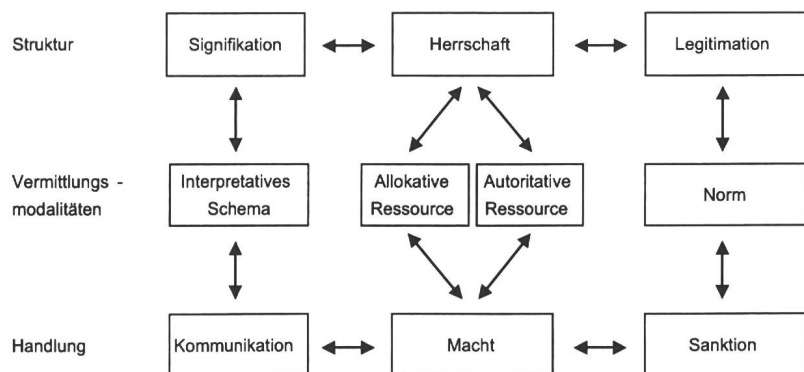 Struktur
Signifikation
Herrschaft
Legitimation
Vermittlungs -
modalitäten
Interpretatives
Schema
Allokative
Ressource
Autoritative
Ressource
Norm
Handlung
Kommunikation
Macht
Sanktion